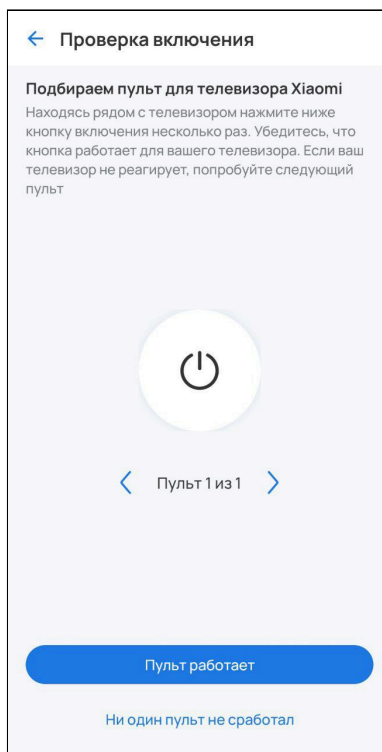 Проверка включения
Подбираем пульт для телевизора Xiaomi
Находясь рядом с телевизором нажмите ниже
кнопку включения несколько раз. Убедитесь, что
кнопка работает для вашего телевизора. Если ваш
телевизор не реагирует, попробуйте следующий
пульт
Пульт 1 из 1
Пульт работает
Ни один пульт не сработал